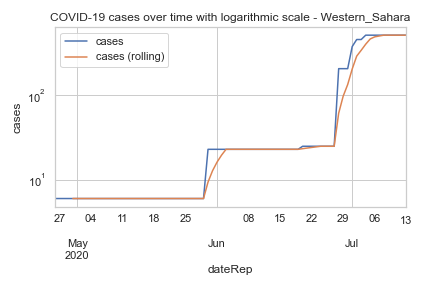 COVID-19 cases over time with logarithmic scale - Western_Sahara
cases
cases (rolling)
cases
10²
10¹
27 04 11 18 25 08 15 22 29 06 13
May Jun Jul
2020
dateRep